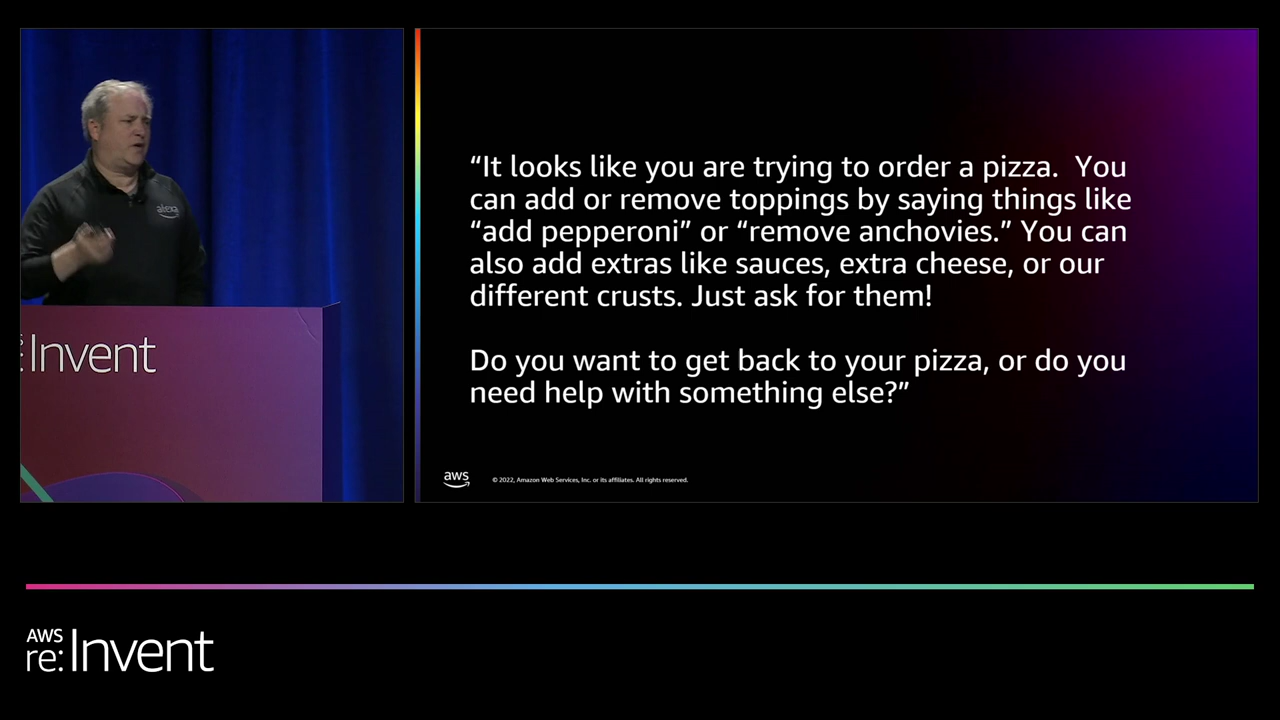 alexa
re:Invent
“It looks like you are trying to order a pizza.  You
can add or remove toppings by saying things like
“add pepperoni” or “remove anchovies.” You can
also add extras like sauces, extra cheese, or our
different crusts. Just ask for them!
Do you want to get back to your pizza, or do you
need help with something else?”
aws
© 2022, Amazon Web Services, Inc. or its affiliates. All rights reserved.
AWS
re:Invent